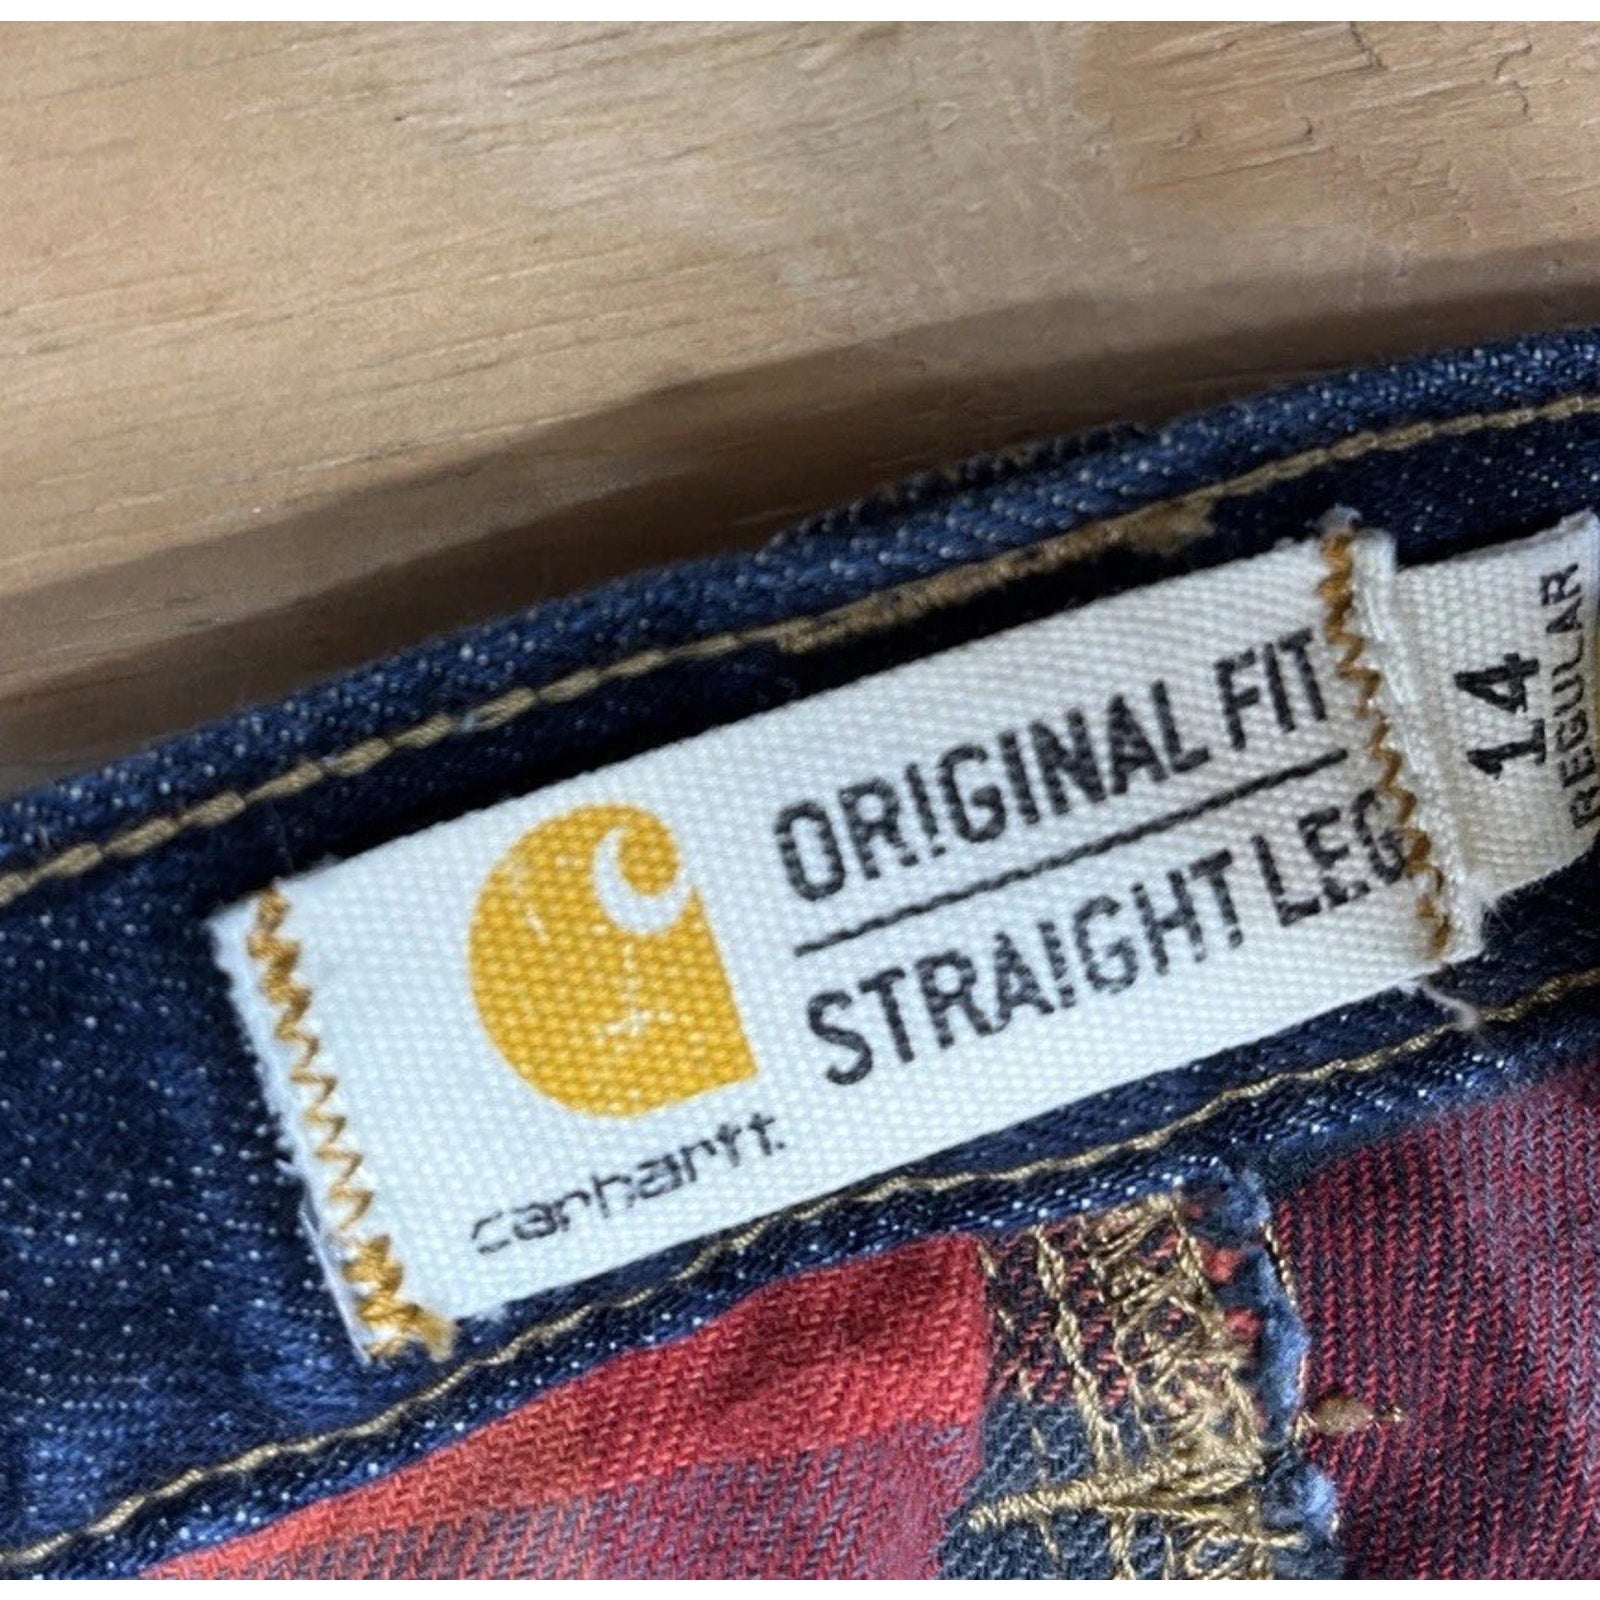 ORIGINAL FIT
STRAIGHT LEG
carhartt
14
REGULAR